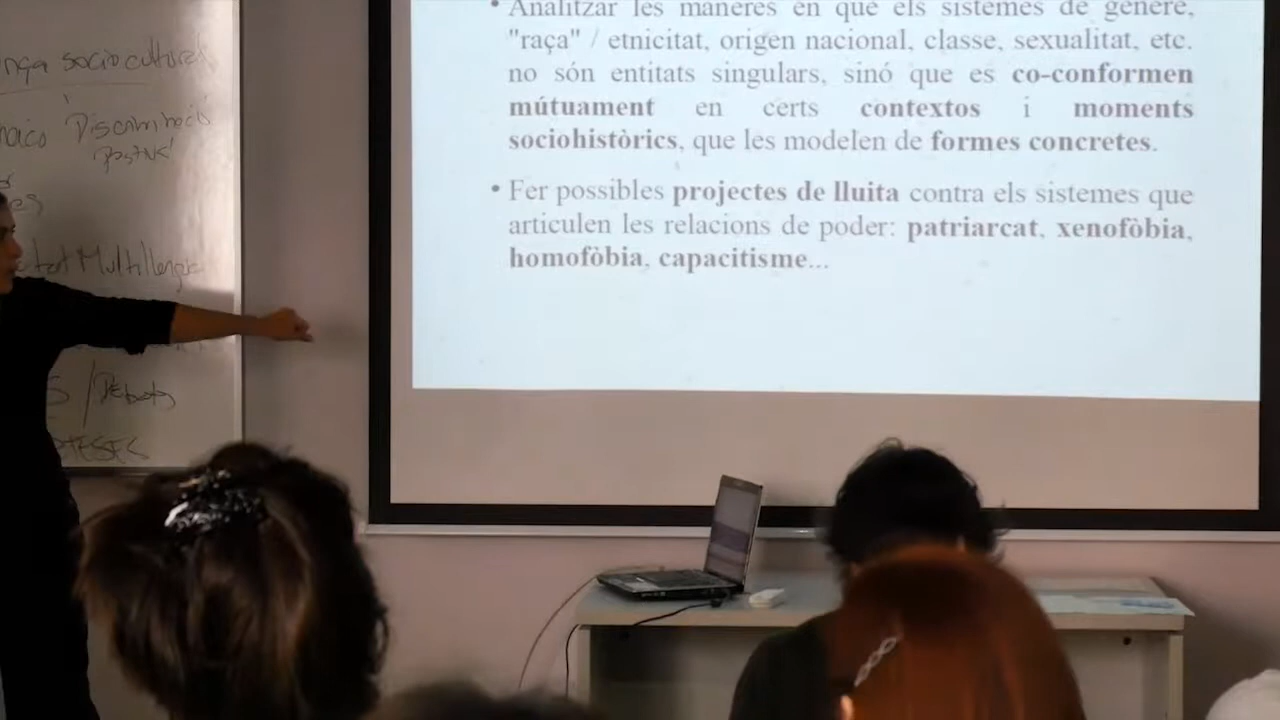 sociocultural
Discriminació
positiva
Multilingüe
/ Debats
• Analitzar les maneres en què els sistemes de gènere,
"raça" / etnicitat, origen nacional, classe, sexualitat, etc.
no són entitats singulars, sinó que es co-conformen
mútuament en certs contextos i moments
sociohistòrics, que les modelen de formes concretes.
• Fer possibles projectes de lluita contra els sistemes que
articulen les relacions de poder: patriarcat, xenofòbia,
homofòbia, capacitisme...